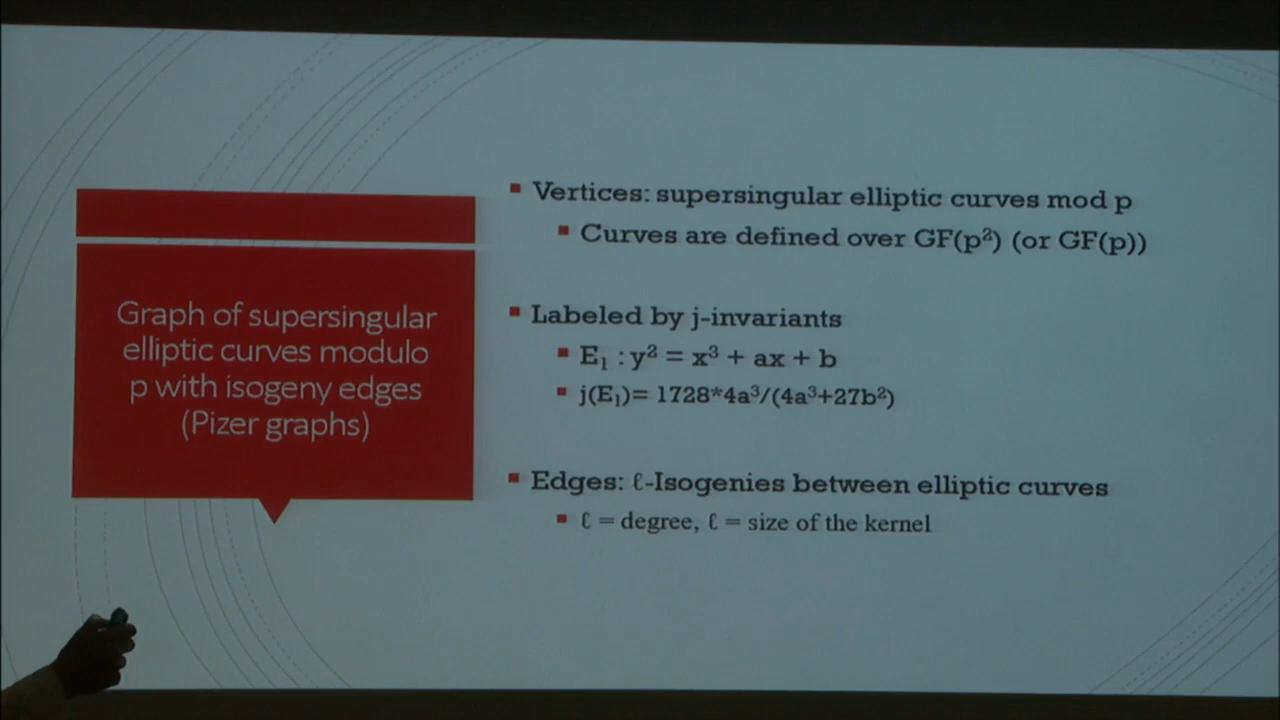 Graph of supersingular
elliptic curves modulo
p with isogeny edges
(Pizer graphs)
Vertices: supersingular elliptic curves mod p
Curves are defined over GF(p²) (or GF(p))
Labeled by j-invariants
E₁ : y² = x³ + ax + b
j(E₁)= 1728*4a³/(4a³+27b²)
Edges: ℓ-Isogenies between elliptic curves
ℓ = degree, ℓ = size of the kernel